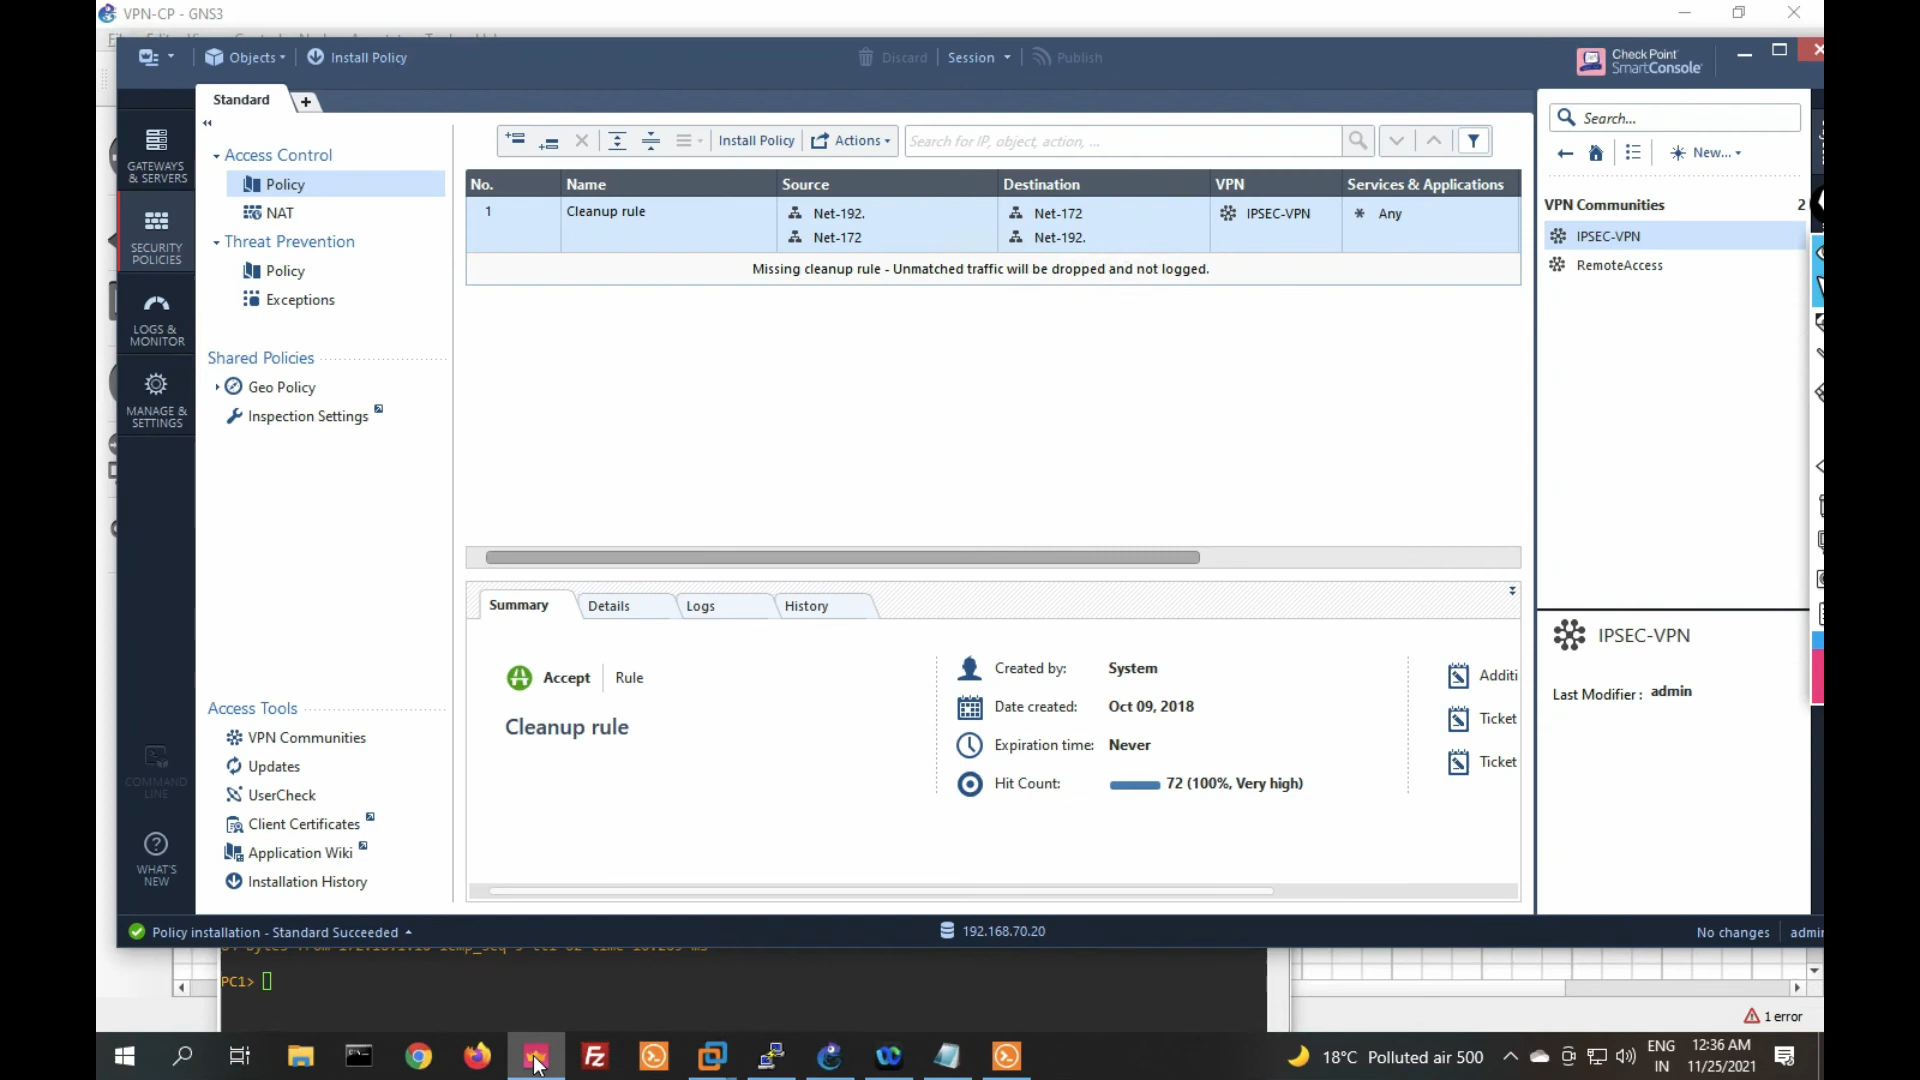 VPN-CP - GNS3
Objects
Install Policy
Discard
Session
Publish
Check Point
SmartConsole
Standard
+
Access Control
Policy
NAT
Threat Prevention
Policy
Exceptions
Shared Policies
Geo Policy
Inspection Settings
Access Tools
VPN Communities
Updates
UserCheck
Client Certificates
Application Wiki
Installation History
GATEWAYS
& SERVERS
SECURITY
POLICIES
LOGS &
MONITOR
MANAGE &
SETTINGS
COMMAND
LINE
WHAT'S
NEW
Install Policy
Actions
Search for IP, object, action, ...
No. Name Source Destination VPN Services & Applications
1 Cleanup rule Net-192. Net-172 IPSEC-VPN * Any
Net-172 Net-192.
Missing cleanup rule - Unmatched traffic will be dropped and not logged.
Summary Details Logs History
Accept Rule
Cleanup rule
Created by: System
Date created: Oct 09, 2018
Expiration time: Never
Hit Count: 72 (100%, Very high)
Additi
Ticket
Ticket
Search...
New...
VPN Communities 2
IPSEC-VPN
RemoteAccess
IPSEC-VPN
Last Modifier : admin
Policy installation - Standard Succeeded
192.168.70.20
No changes
admin
PC1>
1 error
18°C Polluted air 500
ENG
IN
12:36 AM
11/25/2021